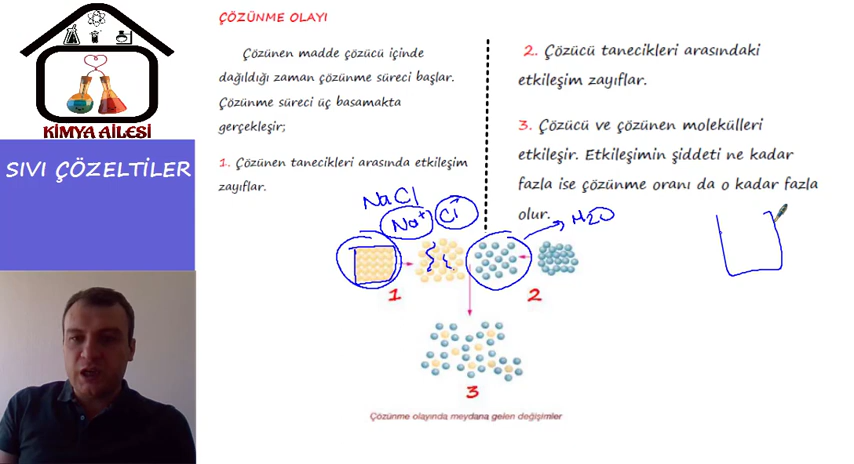 KİMYA AİLESİ
SIVI ÇÖZELTİLER
ÇÖZÜNME OLAYI
Çözünen madde çözücü içinde
dağıldığı zaman çözünme süreci başlar.
Çözünme süreci üç basamakta
gerçekleşir;
1. Çözünen tanecikleri arasında etkileşim
zayıflar.
2. Çözücü tanecikleri arasındaki
etkileşim zayıflar.
3. Çözücü ve çözünen molekülleri
etkileşir. Etkileşimin şiddeti ne kadar
fazla ise çözünme oranı da o kadar fazla
olur.
NaCl
Na+ Cl-
H2O
1
2
3
Çözünme olayında meydana gelen değişimler